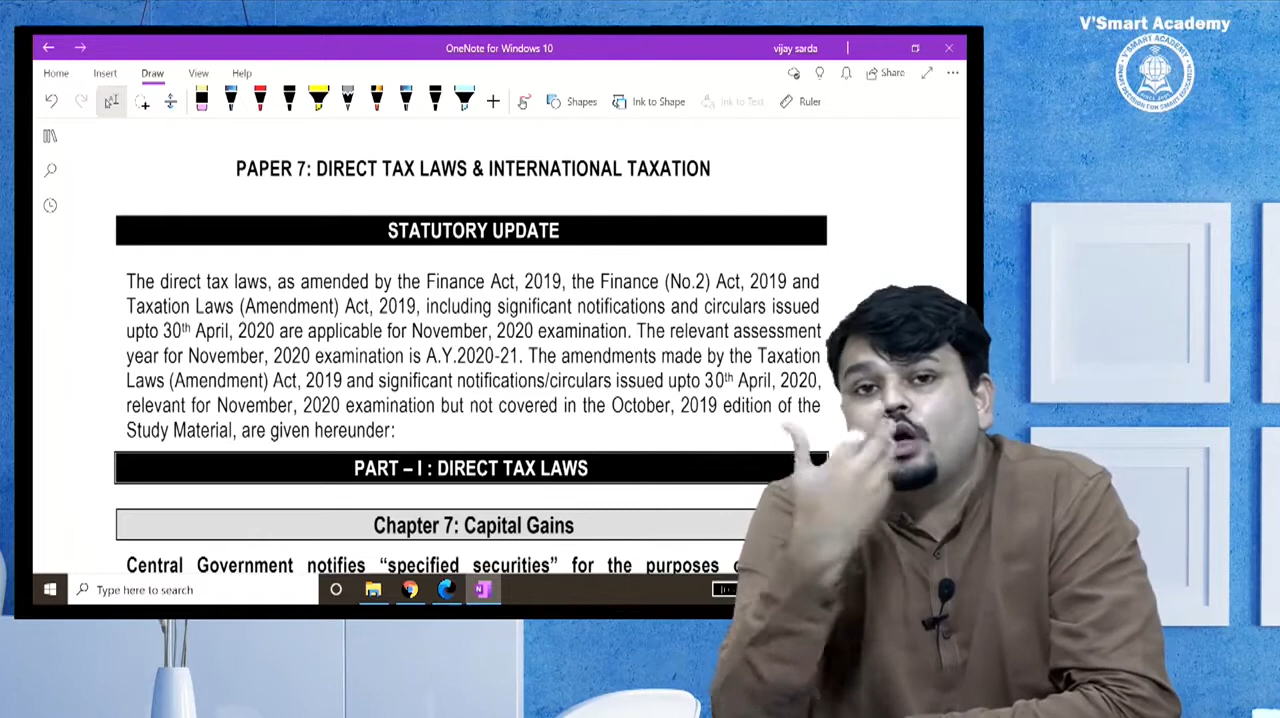 V'Smart Academy
OneNote for Windows 10
vijay sarda
Home Insert Draw View Help
Share
Shapes Ink to Shape Ink to Text Ruler
PAPER 7: DIRECT TAX LAWS & INTERNATIONAL TAXATION
STATUTORY UPDATE
The direct tax laws, as amended by the Finance Act, 2019, the Finance (No.2) Act, 2019 and
Taxation Laws (Amendment) Act, 2019, including significant notifications and circulars issued
upto 30th April, 2020 are applicable for November, 2020 examination. The relevant assessment
year for November, 2020 examination is A.Y.2020-21. The amendments made by the Taxation
Laws (Amendment) Act, 2019 and significant notifications/circulars issued upto 30th April, 2020,
relevant for November, 2020 examination but not covered in the October, 2019 edition of the
Study Material, are given hereunder:
PART – I : DIRECT TAX LAWS
Chapter 7: Capital Gains
Central Government notifies “specified securities” for the purposes
Type here to search